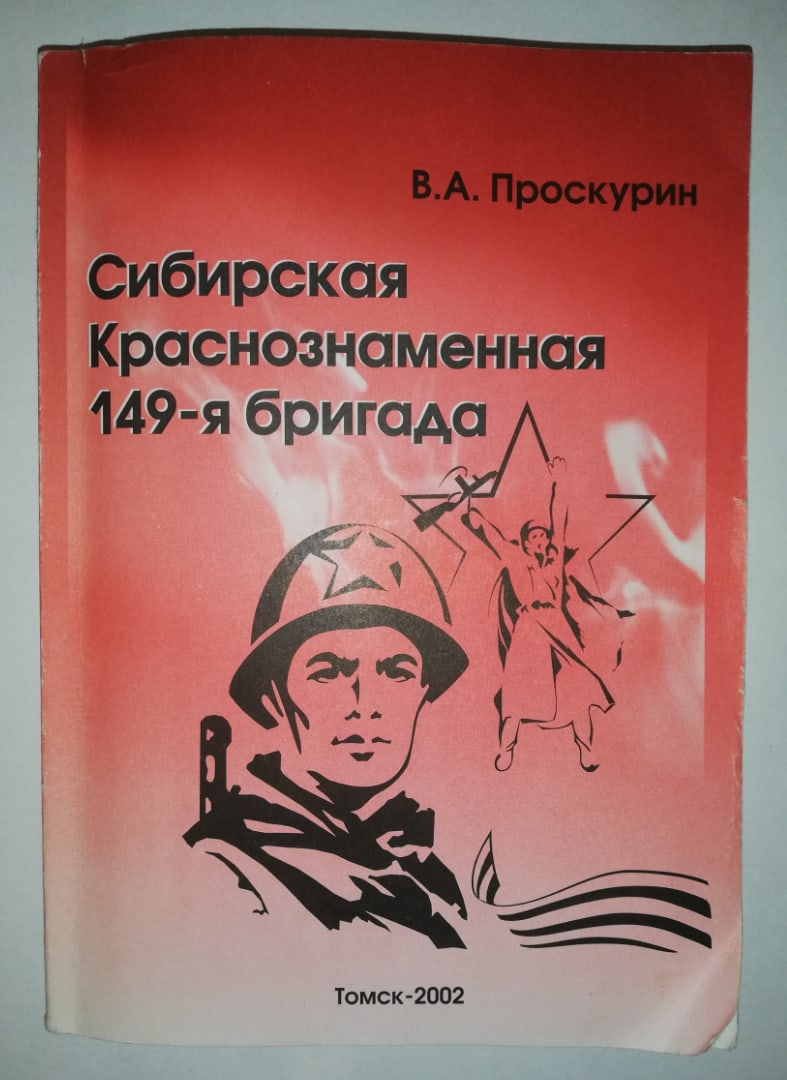 В.А. Проскурин
Сибирская
Краснознаменная
149-я бригада
Томск-2002